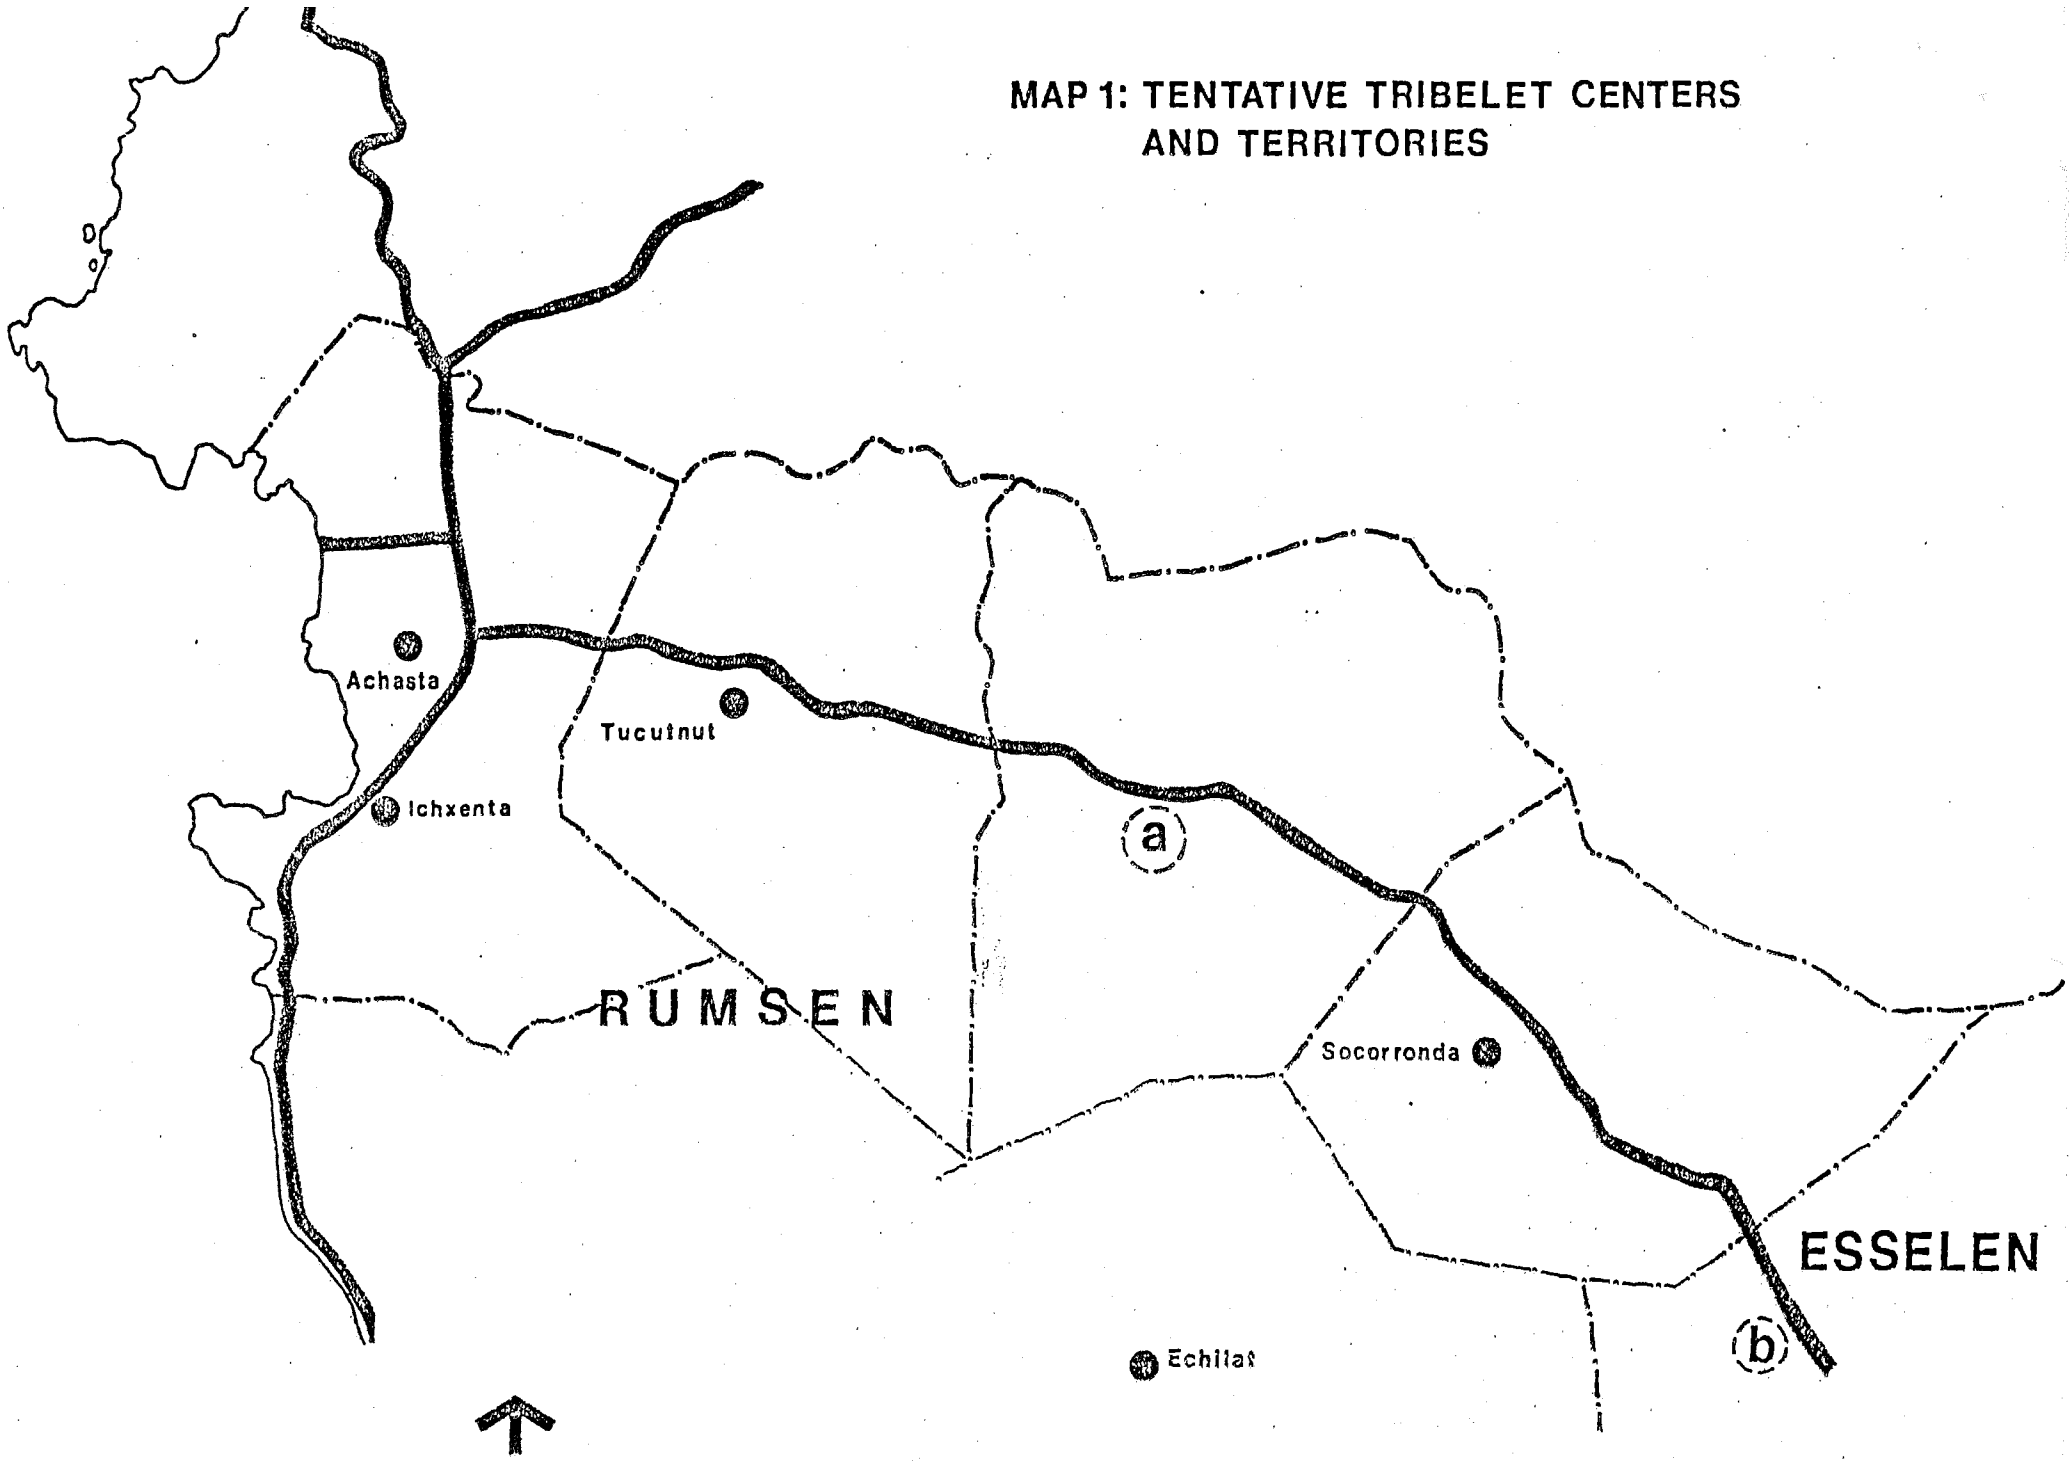 MAP 1: TENTATIVE TRIBELET CENTERS
AND TERRITORIES
Achasta
Tucutnut
Ichxenta
a
RUMSEN
Socorronda
ESSELEN
b
Echilat